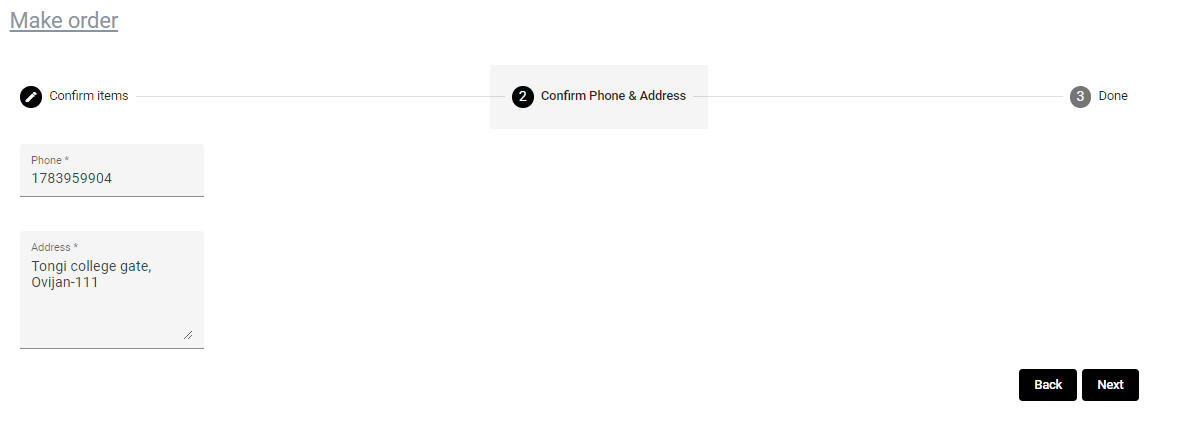 Make order
Confirm items
2 Confirm Phone & Address
3 Done
Phone *
1783959904
Address *
Tongi college gate,
Ovijan-111
Back Next